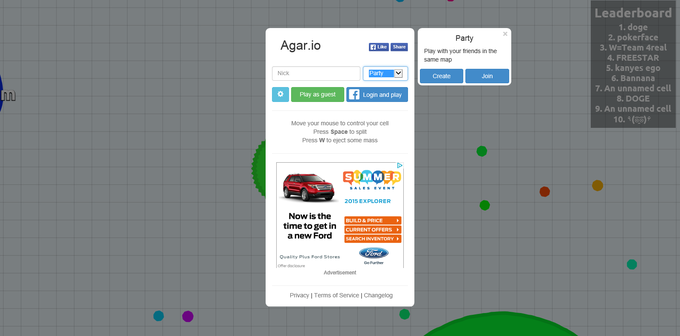 Agar.io
Like
Share
Nick
Party
Play as guest
Login and play
Move your mouse to control your cell
Press Space to split
Press W to eject some mass
SUMMER
SALES EVENT
2015 EXPLORER
Now is the
time to get in
a new Ford
BUILD & PRICE
CURRENT OFFERS
SEARCH INVENTORY
Quality Plus Ford Stores
Offer disclosures
Ford
Go Further
Advertisement
Privacy | Terms of Service | Changelog
Party
Play with your friends in the
same map
Create
Join
Leaderboard
1. doge
2. pokerface
3. W=Team 4real
4. FREESTAR
5. kanyes ego
6. Bannana
7. An unnamed cell
8. DOGE
9. An unnamed cell
10.